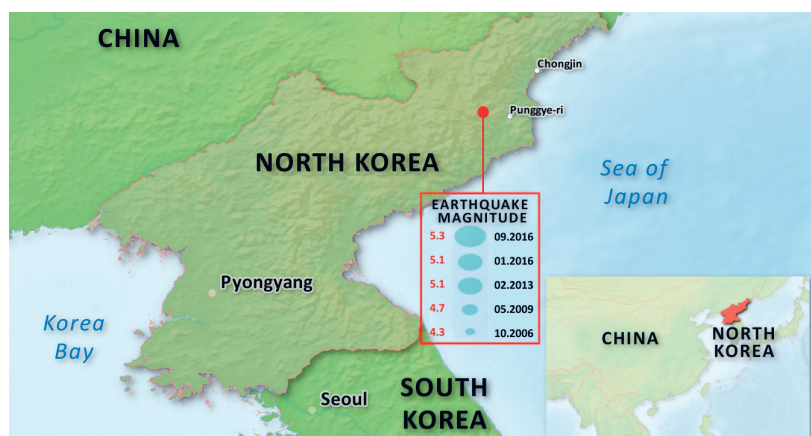 CHINA
Chongjin
Punggye-ri
NORTH KOREA
Sea of
Japan
EARTHQUAKE
MAGNITUDE
5.3 09.2016
5.1 01.2016
5.1 02.2013
4.7 05.2009
4.3 10.2006
Pyongyang
Korea
Bay
Seoul
SOUTH
KOREA
CHINA
NORTH
KOREA